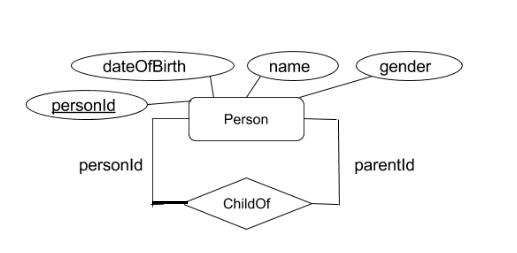 dateOfBirth
name
gender
personId
Person
personId
parentId
ChildOf